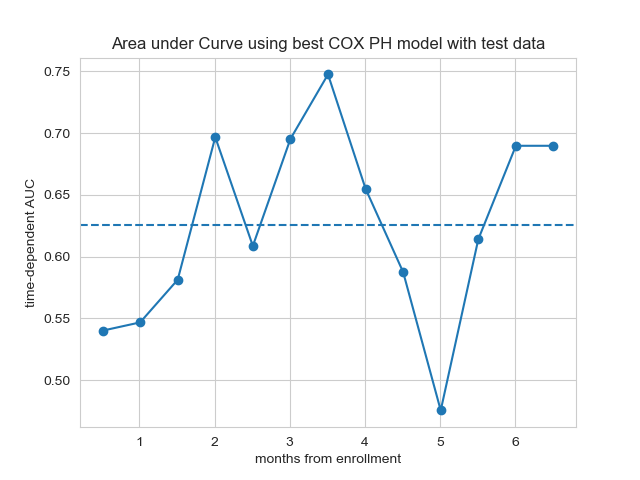 Area under Curve using best COX PH model with test data
time-dependent AUC
0.75
0.70
0.65
0.60
0.55
0.50
1 2 3 4 5 6
months from enrollment